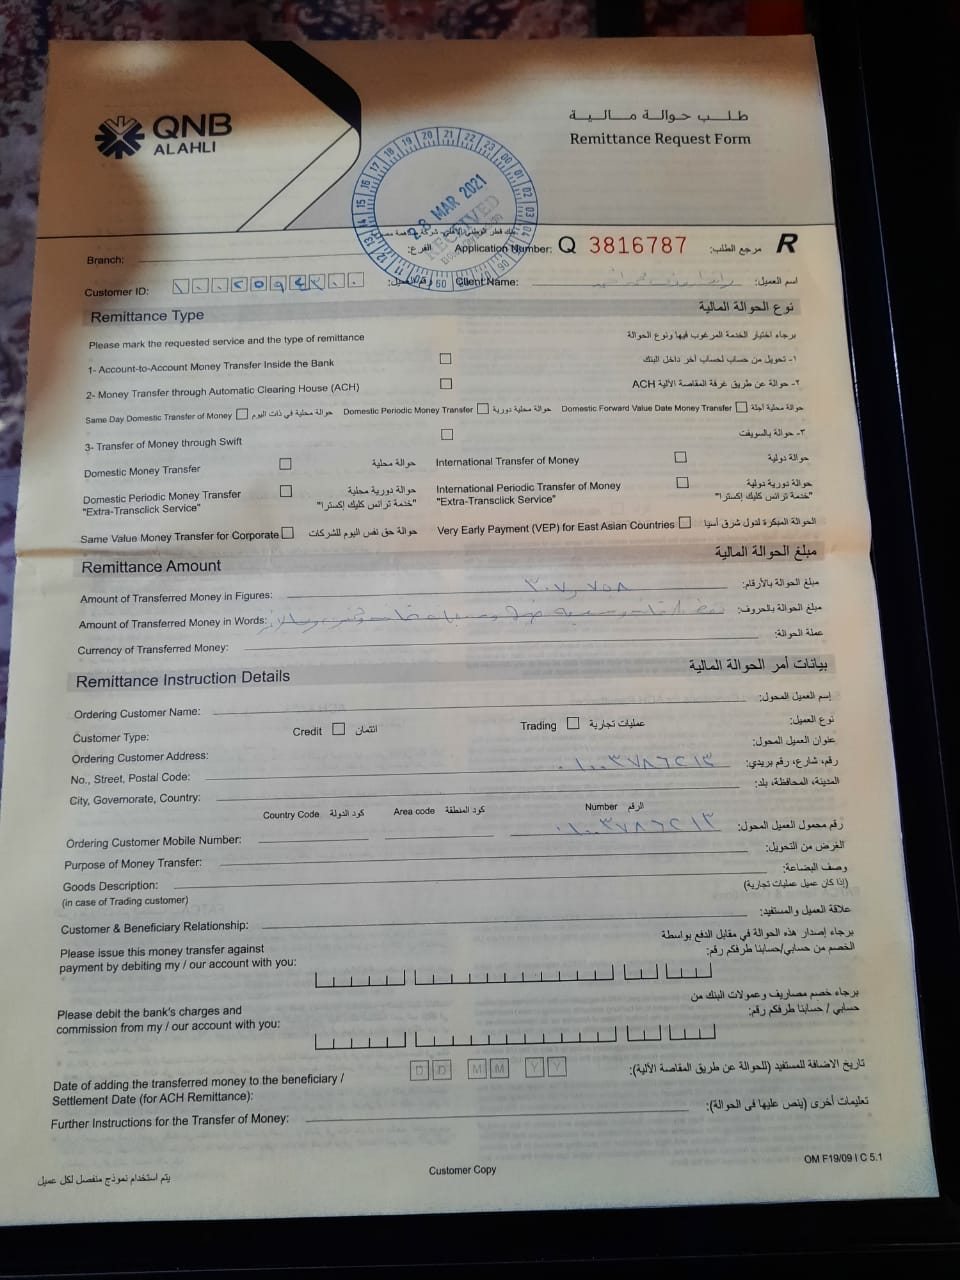 QNB
ALAHLI
طلب حوالة مالية
Remittance Request Form
23 MAR 2021
RECEIVED
Branch: الفرع:
Application Number: Q 3816787 مرجع الطلب: R
Customer ID:
Client Name: اسم العميل:
Remittance Type نوع الحوالة المالية
Please mark the requested service and the type of remittance برجاء اختيار الخدمة المرغوب فيها ونوع الحوالة
1- Account-to-Account Money Transfer Inside the Bank ١- تحويل من حساب لحساب آخر داخل البنك
2- Money Transfer through Automatic Clearing House (ACH) ٢- حوالة عن طريق غرفة المقاصة الآلية ACH
Same Day Domestic Transfer of Money حوالة محلية في ذات اليوم Domestic Periodic Money Transfer حوالة محلية دورية Domestic Forward Value Date Money Transfer حوالة محلية آجلة
3- Transfer of Money through Swift ٣- حوالة بالسويفت
Domestic Money Transfer حوالة محلية International Transfer of Money حوالة دولية
Domestic Periodic Money Transfer حوالة دورية محلية International Periodic Transfer of Money حوالة دورية دولية
"Extra-Transclick Service" "خدمة ترانس كليك إكسترا" "Extra-Transclick Service" "خدمة ترانس كليك إكسترا"
Same Value Money Transfer for Corporate حوالة حق نفس اليوم للشركات Very Early Payment (VEP) for East Asian Countries الحوالة المبكرة لدول شرق آسيا
Remittance Amount مبلغ الحوالة المالية
Amount of Transferred Money in Figures: ٣٠٧,٧٥٨ مبلغ الحوالة بالأرقام:
Amount of Transferred Money in Words: مبلغ الحوالة بالحروف:
Currency of Transferred Money: عملة الحوالة:
Remittance Instruction Details بيانات أمر الحوالة المالية
Ordering Customer Name: إسم العميل المحول:
Customer Type: Credit ائتمان Trading عمليات تجارية نوع العميل:
Ordering Customer Address: عنوان العميل المحول:
No., Street, Postal Code: ٠١٠٠٣٧٨٦٢١٣ رقم، شارع، رقم بريدي:
City, Governorate, Country: المدينة، المحافظة، بلد:
Country Code كود الدولة Area code كود المنطقة Number الرقم
Ordering Customer Mobile Number: ٠١٠٠٣٧٨٦٢١٣ رقم محمول العميل المحول:
Purpose of Money Transfer: الغرض من التحويل:
Goods Description: وصف البضاعة:
(in case of Trading customer) (إذا كان عميل عمليات تجارية)
Customer & Beneficiary Relationship: علاقة العميل والمستفيد:
Please issue this money transfer against برجاء إصدار هذه الحوالة في مقابل الدفع بواسطة
payment by debiting my / our account with you: الخصم من حسابي/حسابنا طرفكم رقم:
Please debit the bank's charges and برجاء خصم مصاريف وعمولات البنك من
commission from my / our account with you: حسابي / حسابنا طرفكم رقم:
Date of adding the transferred money to the beneficiary / D D M M Y Y تاريخ الاضافة للمستفيد (للحوالة عن طريق المقاصة الآلية):
Settlement Date (for ACH Remittance):
Further Instructions for the Transfer of Money: تعليمات أخرى (ينص عليها فى الحوالة):
يتم استخدام نموذج منفصل لكل عميل Customer Copy OM F19/09 I C 5.1